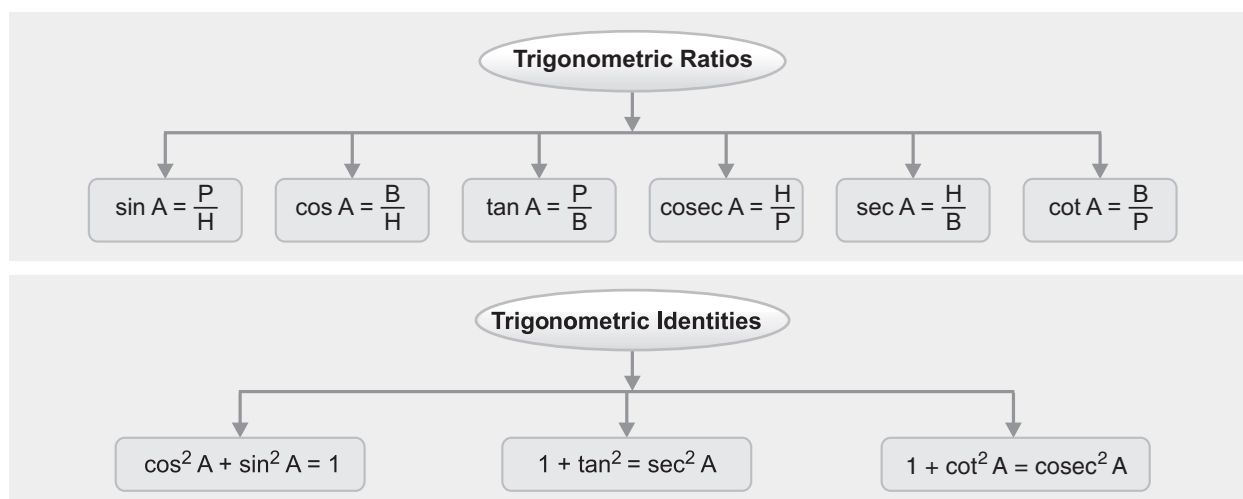 Trigonometric Ratios
sin A = P/H
cos A = B/H
tan A = P/B
cosec A = H/P
sec A = H/B
cot A = B/P
Trigonometric Identities
cos² A + sin² A = 1
1 + tan² = sec² A
1 + cot² A = cosec² A